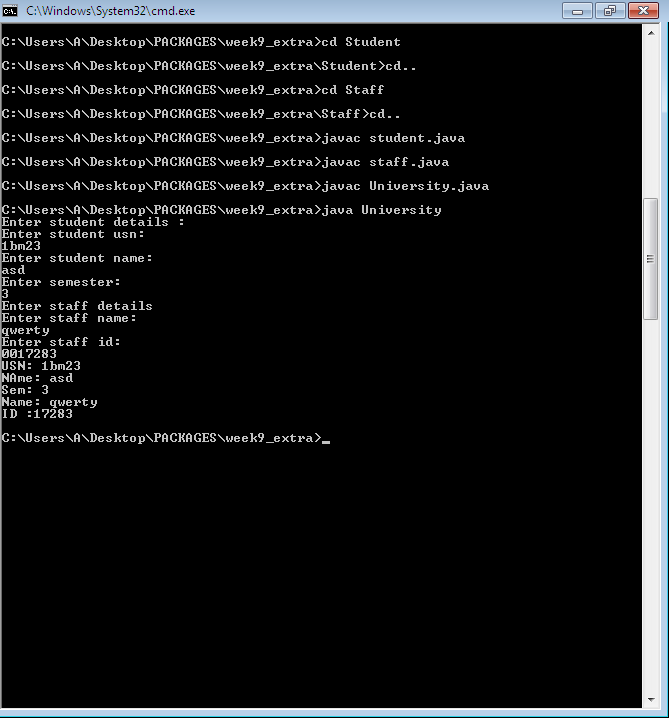 C:\Windows\System32\cmd.exe
C:\Users\A\Desktop\PACKAGES\week9_extra>cd Student
C:\Users\A\Desktop\PACKAGES\week9_extra\Student>cd..
C:\Users\A\Desktop\PACKAGES\week9_extra>cd Staff
C:\Users\A\Desktop\PACKAGES\week9_extra\Staff>cd..
C:\Users\A\Desktop\PACKAGES\week9_extra>javac student.java
C:\Users\A\Desktop\PACKAGES\week9_extra>javac staff.java
C:\Users\A\Desktop\PACKAGES\week9_extra>javac University.java
C:\Users\A\Desktop\PACKAGES\week9_extra>java University
Enter student details :
Enter student usn:
1bm23
Enter student name:
asd
Enter semester:
3
Enter staff details
Enter staff name:
qwerty
Enter staff id:
0017283
USN: 1bm23
NAme: asd
Sem: 3
Name: qwerty
ID :17283
C:\Users\A\Desktop\PACKAGES\week9_extra>_